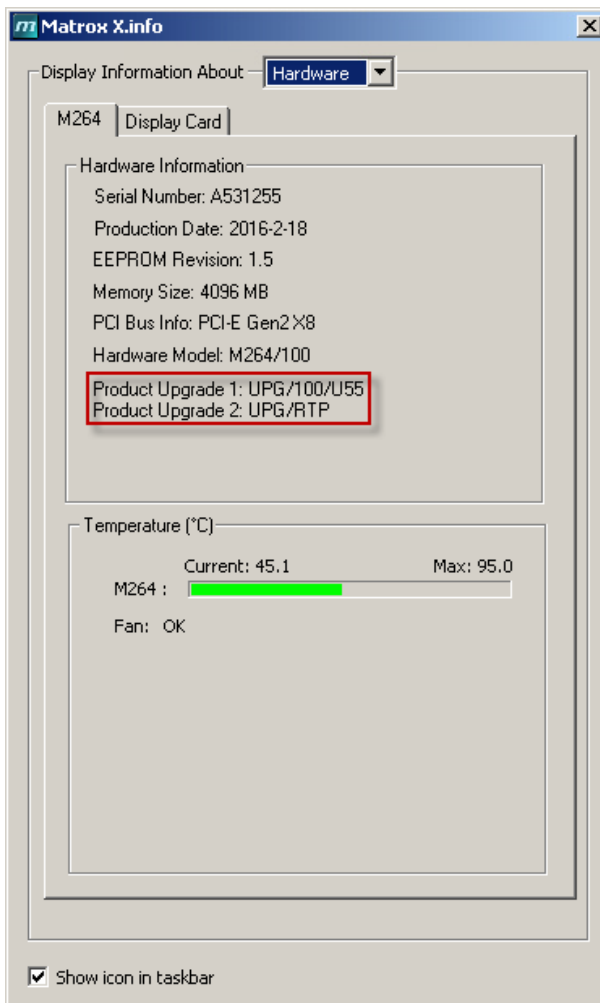 m Matrox X.info
Display Information About Hardware
M264 Display Card
Hardware Information
Serial Number: A531255
Production Date: 2016-2-18
EEPROM Revision: 1.5
Memory Size: 4096 MB
PCI Bus Info: PCI-E Gen2 X8
Hardware Model: M264/100
Product Upgrade 1: UPG/100/U55
Product Upgrade 2: UPG/RTP
Temperature (°C)
Current: 45.1 Max: 95.0
M264 :
Fan: OK
Show icon in taskbar